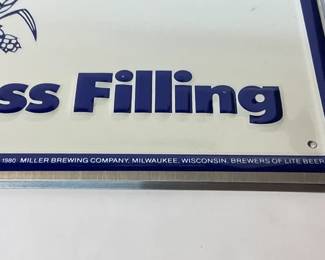 ss Filling
1980 MILLER BREWING COMPANY, MILWAUKEE, WISCONSIN. BREWERS OF LITE BEER